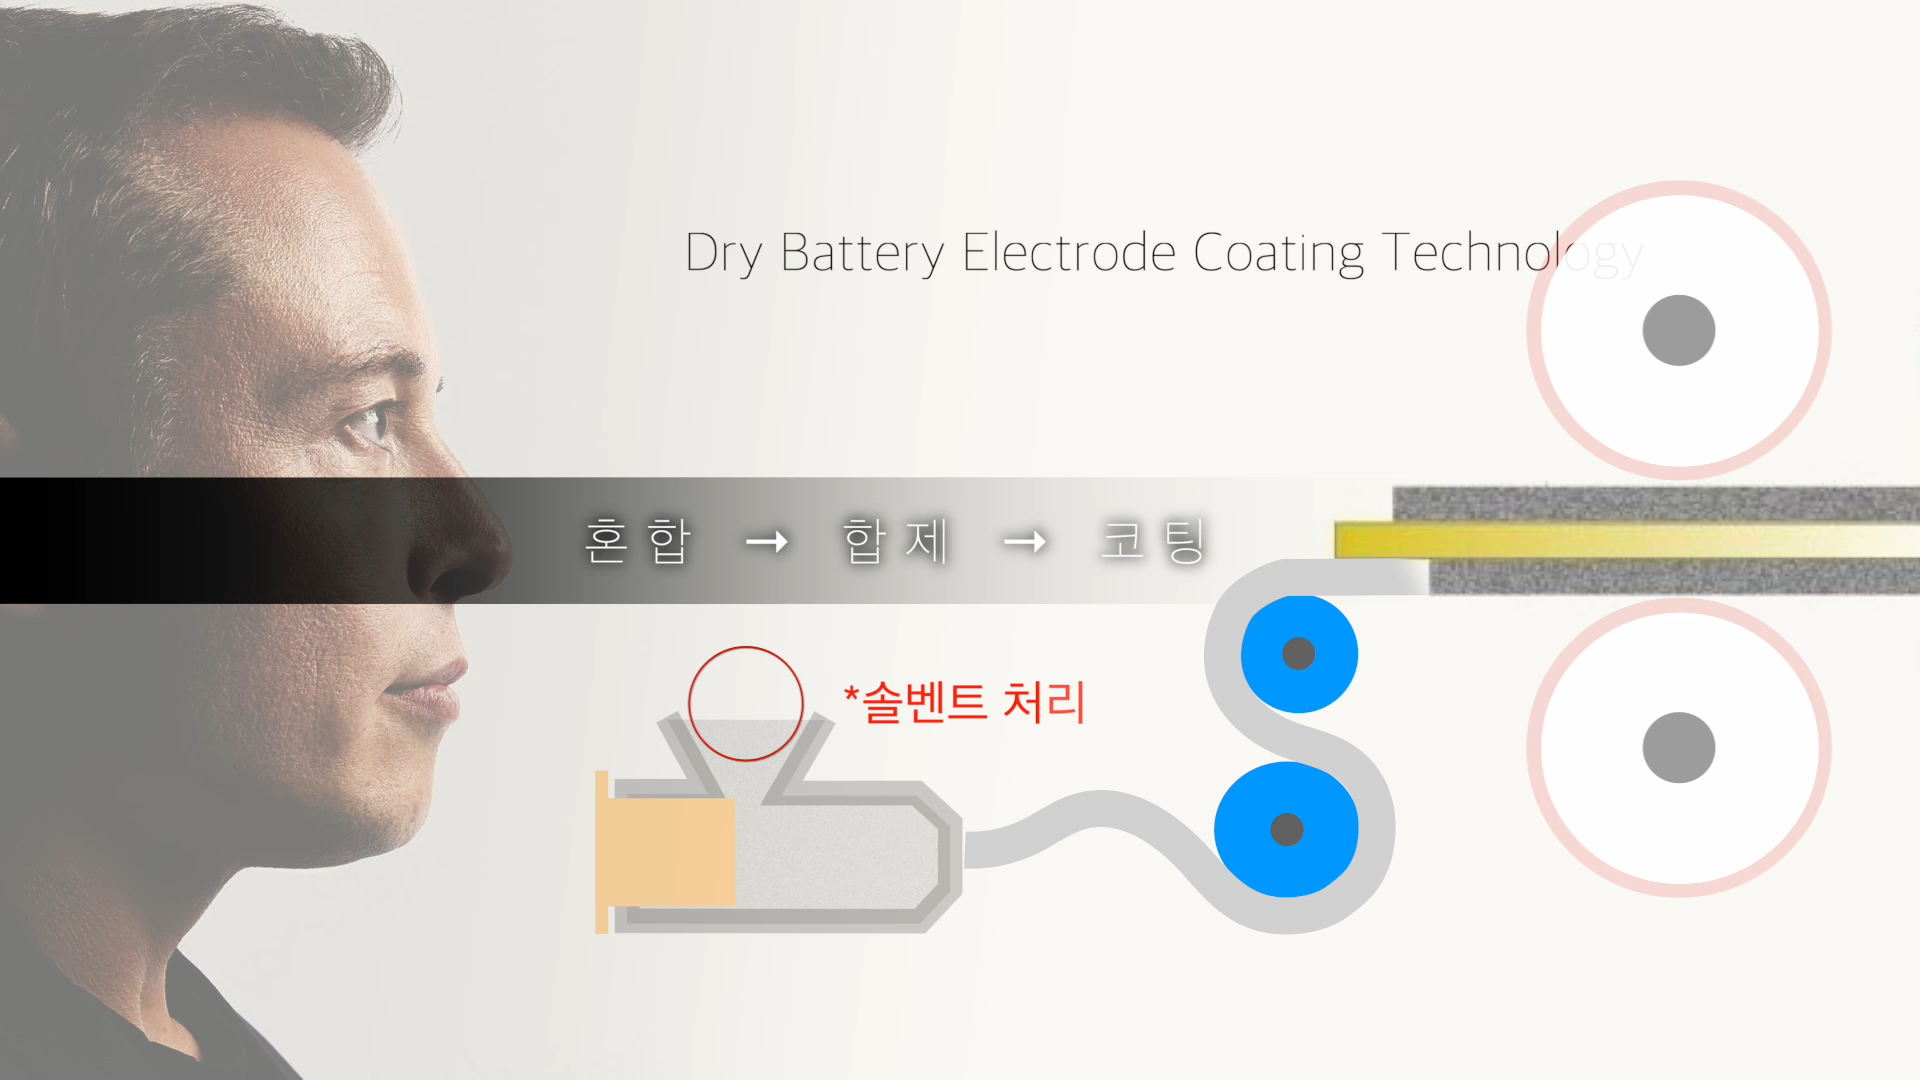 Dry Battery Electrode Coating Technology
혼합 → 합제 → 코팅
*솔벤트 처리